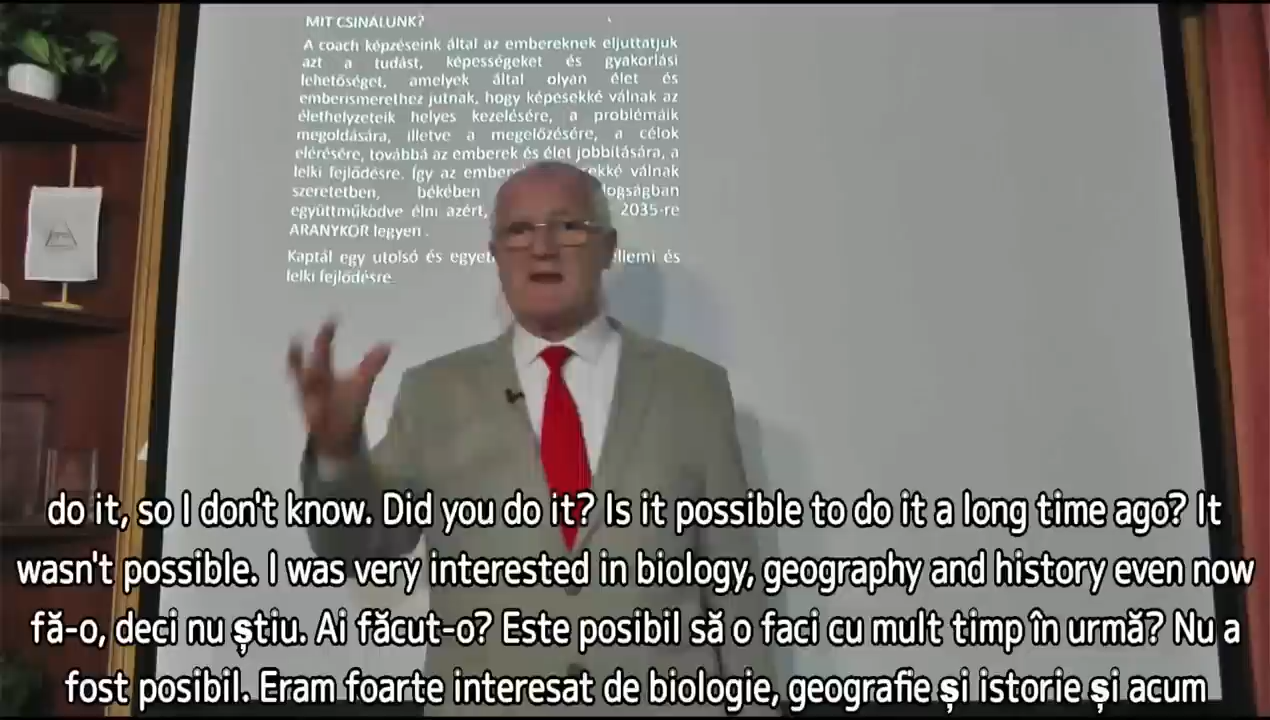 MIT CSINÁLUNK?
A coach képzéseink által az embereknek eljuttatjuk
azt a tudást, képességeket és gyakorlási
lehetőséget, amelyek által olyan élet és
emberismerethez jutnak, hogy képesekké válnak az
élethelyzeteik helyes kezelésére, a problémáik
megoldására, illetve a megelőzésére, a célok
elérésére, továbbá az emberek és élet jobbítására, a
lelki fejlődésre. Így az válnak
szeretetben, békében
együttműködve élni azért, 2035-re
ARANYKOR legyen .
Kaptál egy utolsó és és
lelki fejlődésre.
do it, so I don't know. Did you do it? Is it possible to do it a long time ago? It
wasn't possible. I was very interested in biology, geography and history even now
fă-o, deci nu știu. Ai făcut-o? Este posibil să o faci cu mult timp în urmă? Nu a
fost posibil. Eram foarte interesat de biologie, geografie și istorie și acum